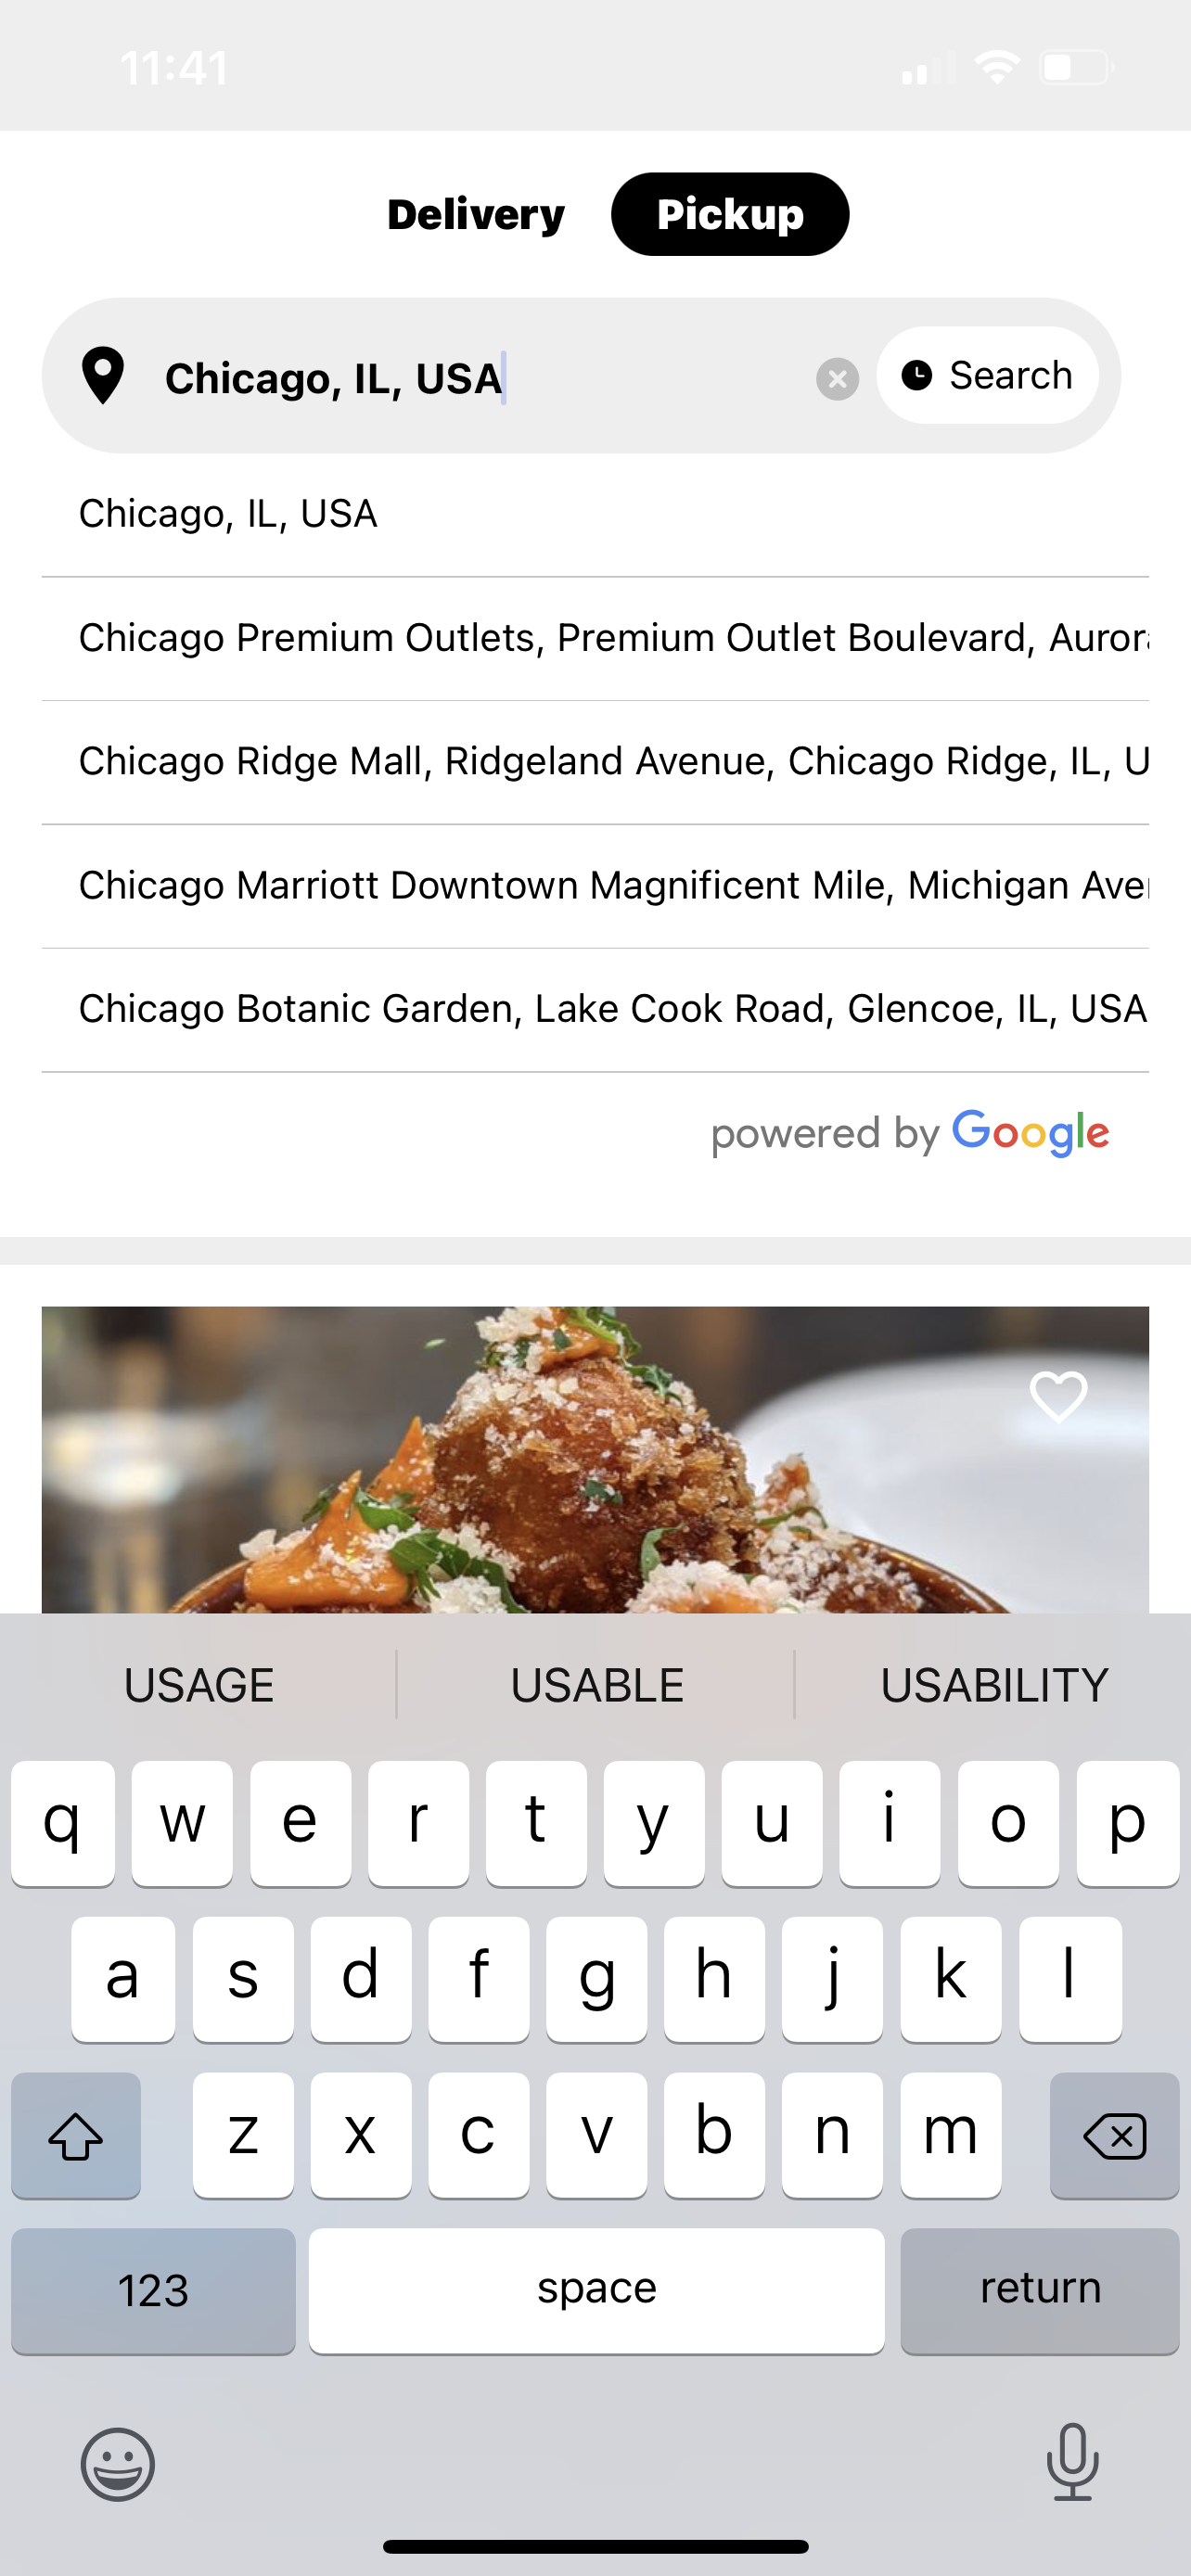 11:41
Delivery Pickup
Chicago, IL, USA Search
Chicago, IL, USA
Chicago Premium Outlets, Premium Outlet Boulevard,
Chicago Ridge Mall, Ridgeland Avenue, Chicago Ridge, IL, U
Chicago Marriott Downtown Magnificent Mile, Michigan
Chicago Botanic Garden, Lake Cook Road, Glencoe, IL, USA
powered by Google
USAGE USABLE USABILITY
q w e r t y u i o p
a s d f g h j k l
z x c v b n m
123 space return